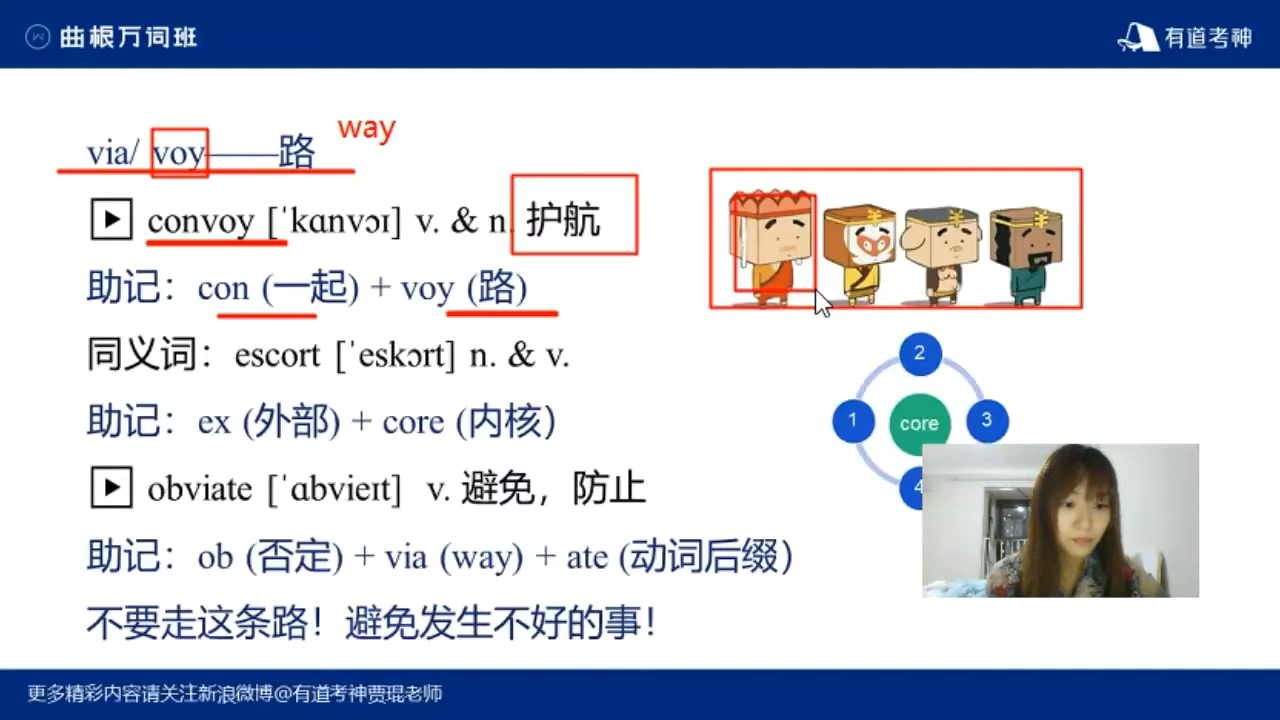 曲根万词班
有道考神
via/ voy——路
way
convoy [ˈkɑnvɔɪ] v. & n. 护航
助记：con (一起) + voy (路)
同义词：escort [ˈeskɔrt] n. & v.
助记：ex (外部) + core (内核）
2
1
core
3
4
obviate [ˈɑbvieɪt] v. 避免，防止
助记：ob (否定) + via (way) + ate (动词后缀）
不要走这条路！避免发生不好的事！
更多精彩内容请关注新浪微博@有道考神贾琨老师